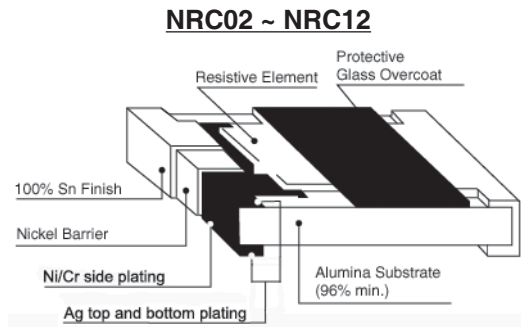 NRC02 ~ NRC12
Protective
Glass Overcoat
Resistive Element
100% Sn Finish
Nickel Barrier
Ni/Cr side plating
Ag top and bottom plating
Alumina Substrate
(96% min.)